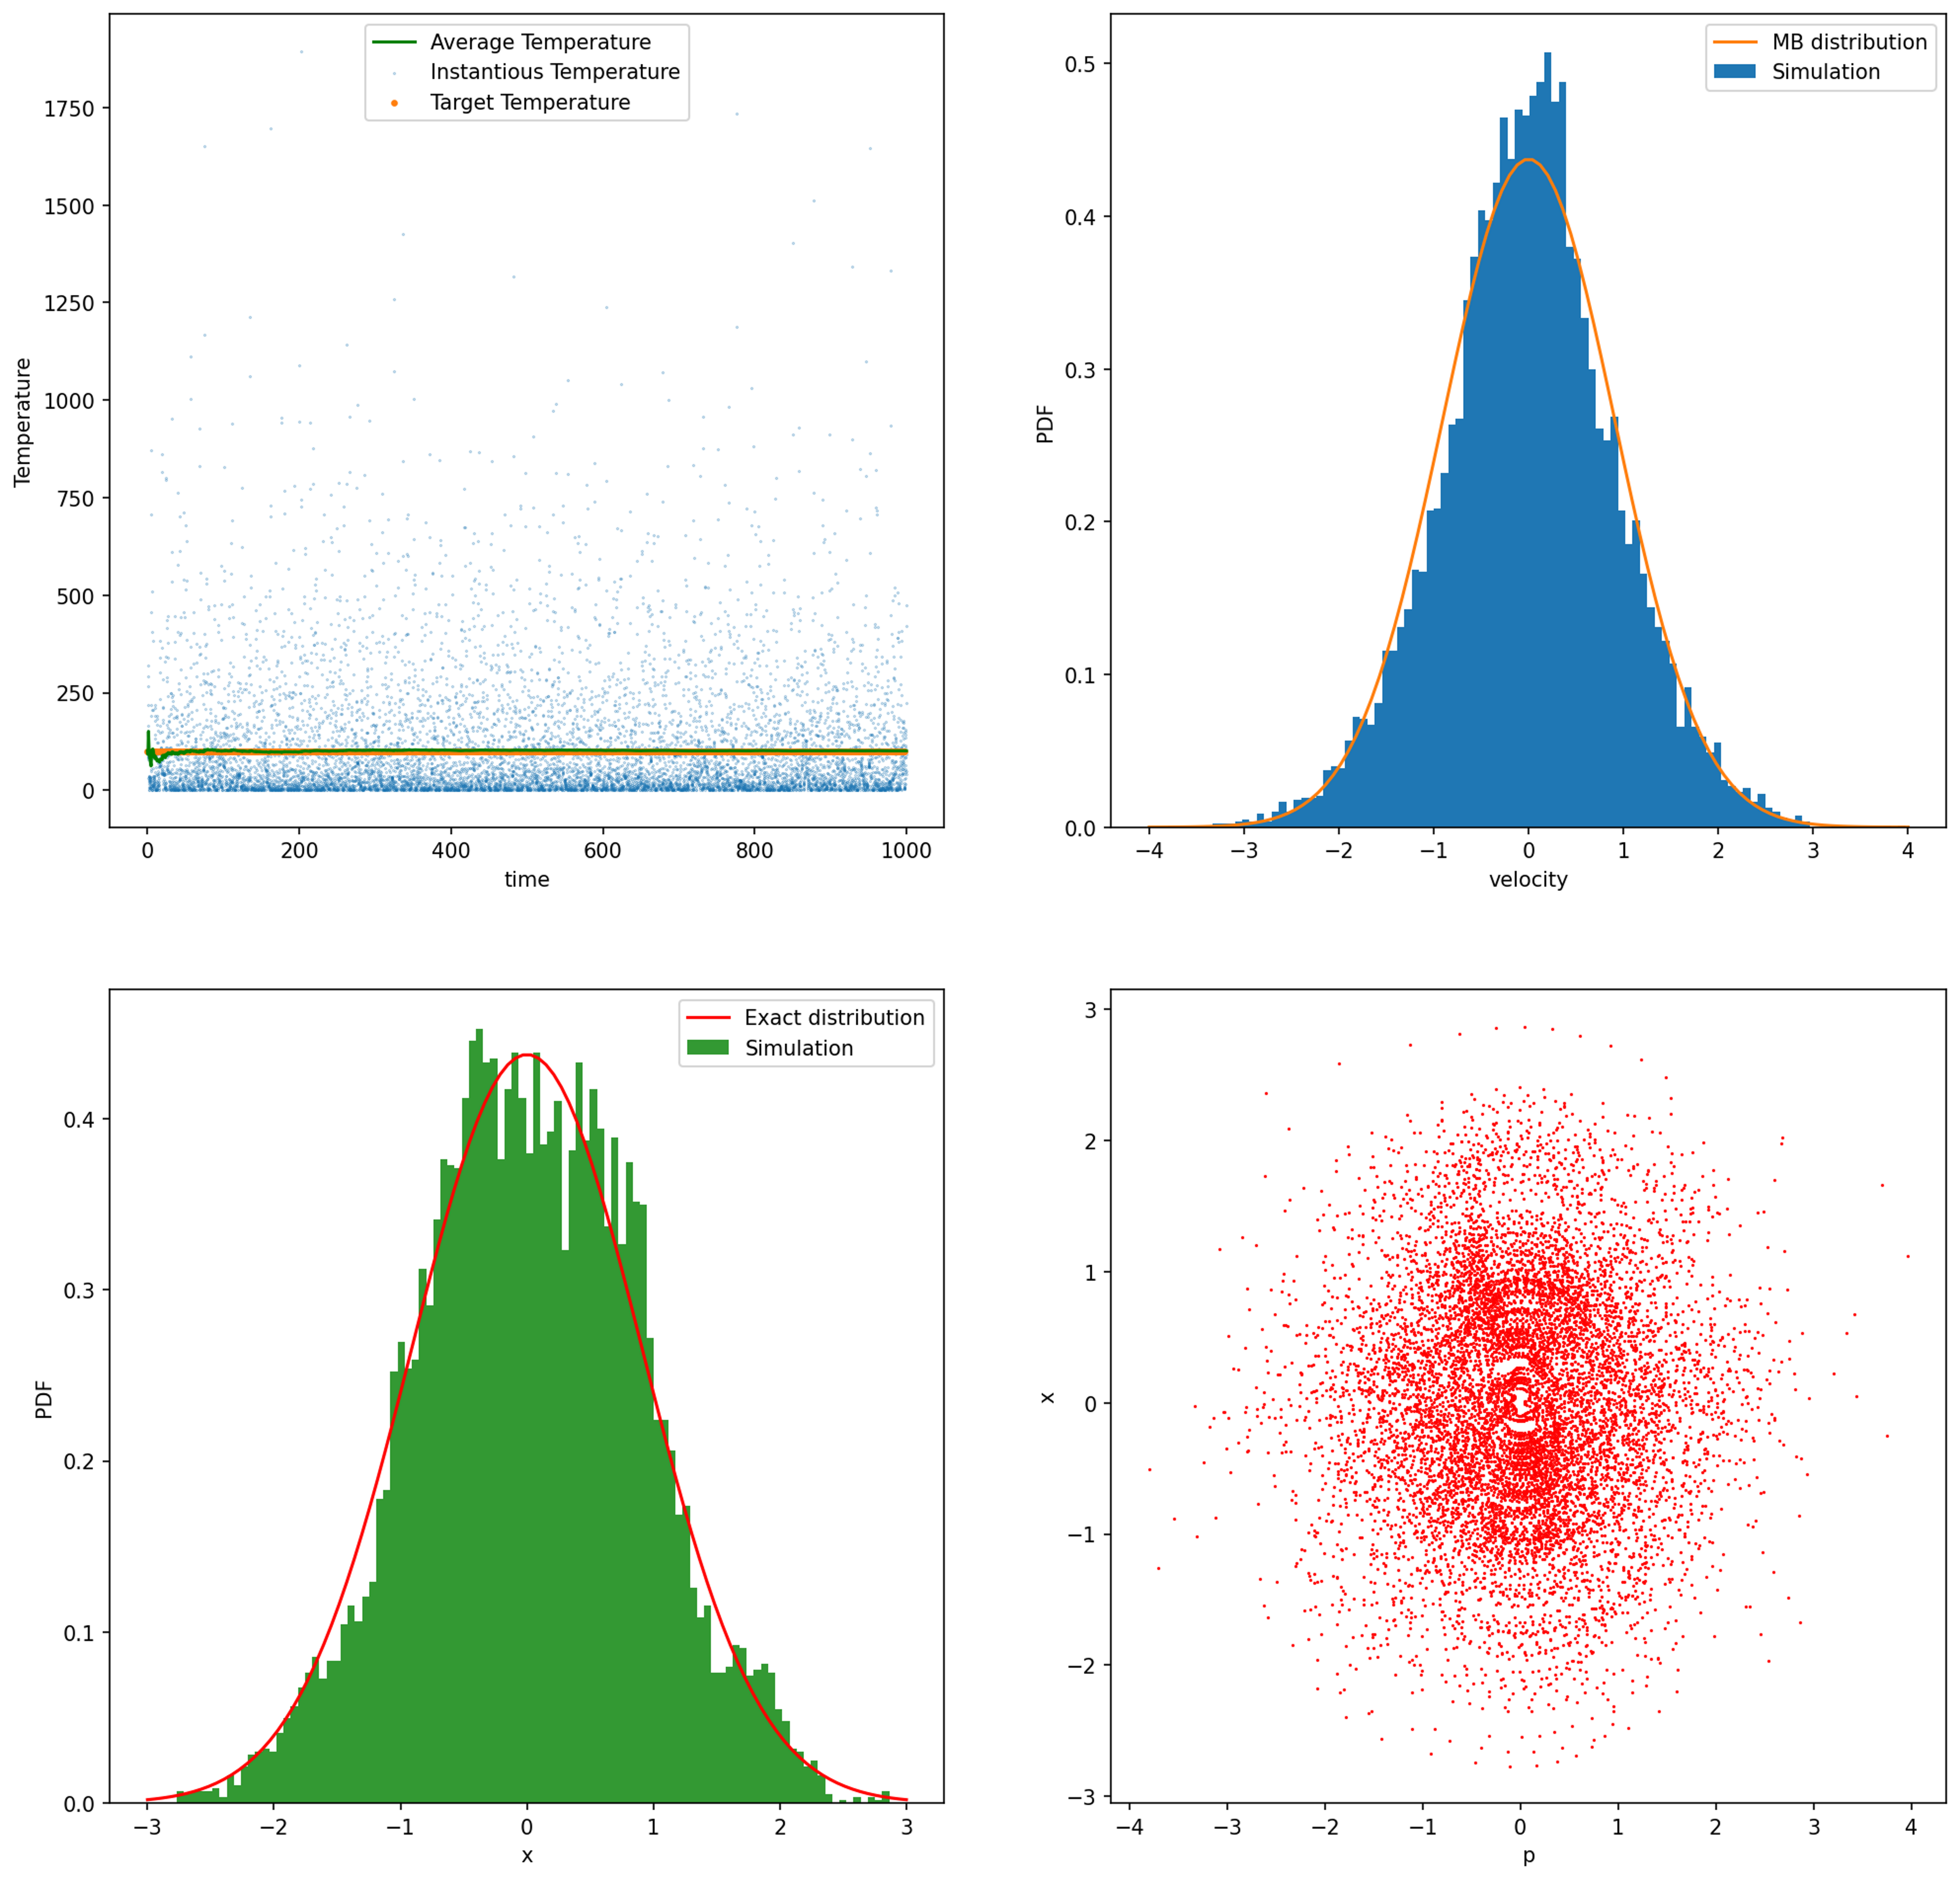 Average Temperature
Instantious Temperature
Target Temperature
1750
1500
1250
1000
750
500
250
0
Temperature
0 200 400 600 800 1000
time
MB distribution
Simulation
0.5
0.4
0.3
0.2
0.1
0.0
PDF
−4 −3 −2 −1 0 1 2 3 4
velocity
Exact distribution
Simulation
0.4
0.3
0.2
0.1
0.0
PDF
−3 −2 −1 0 1 2 3
x
3
2
1
0
−1
−2
−3
x
−4 −3 −2 −1 0 1 2 3 4
p